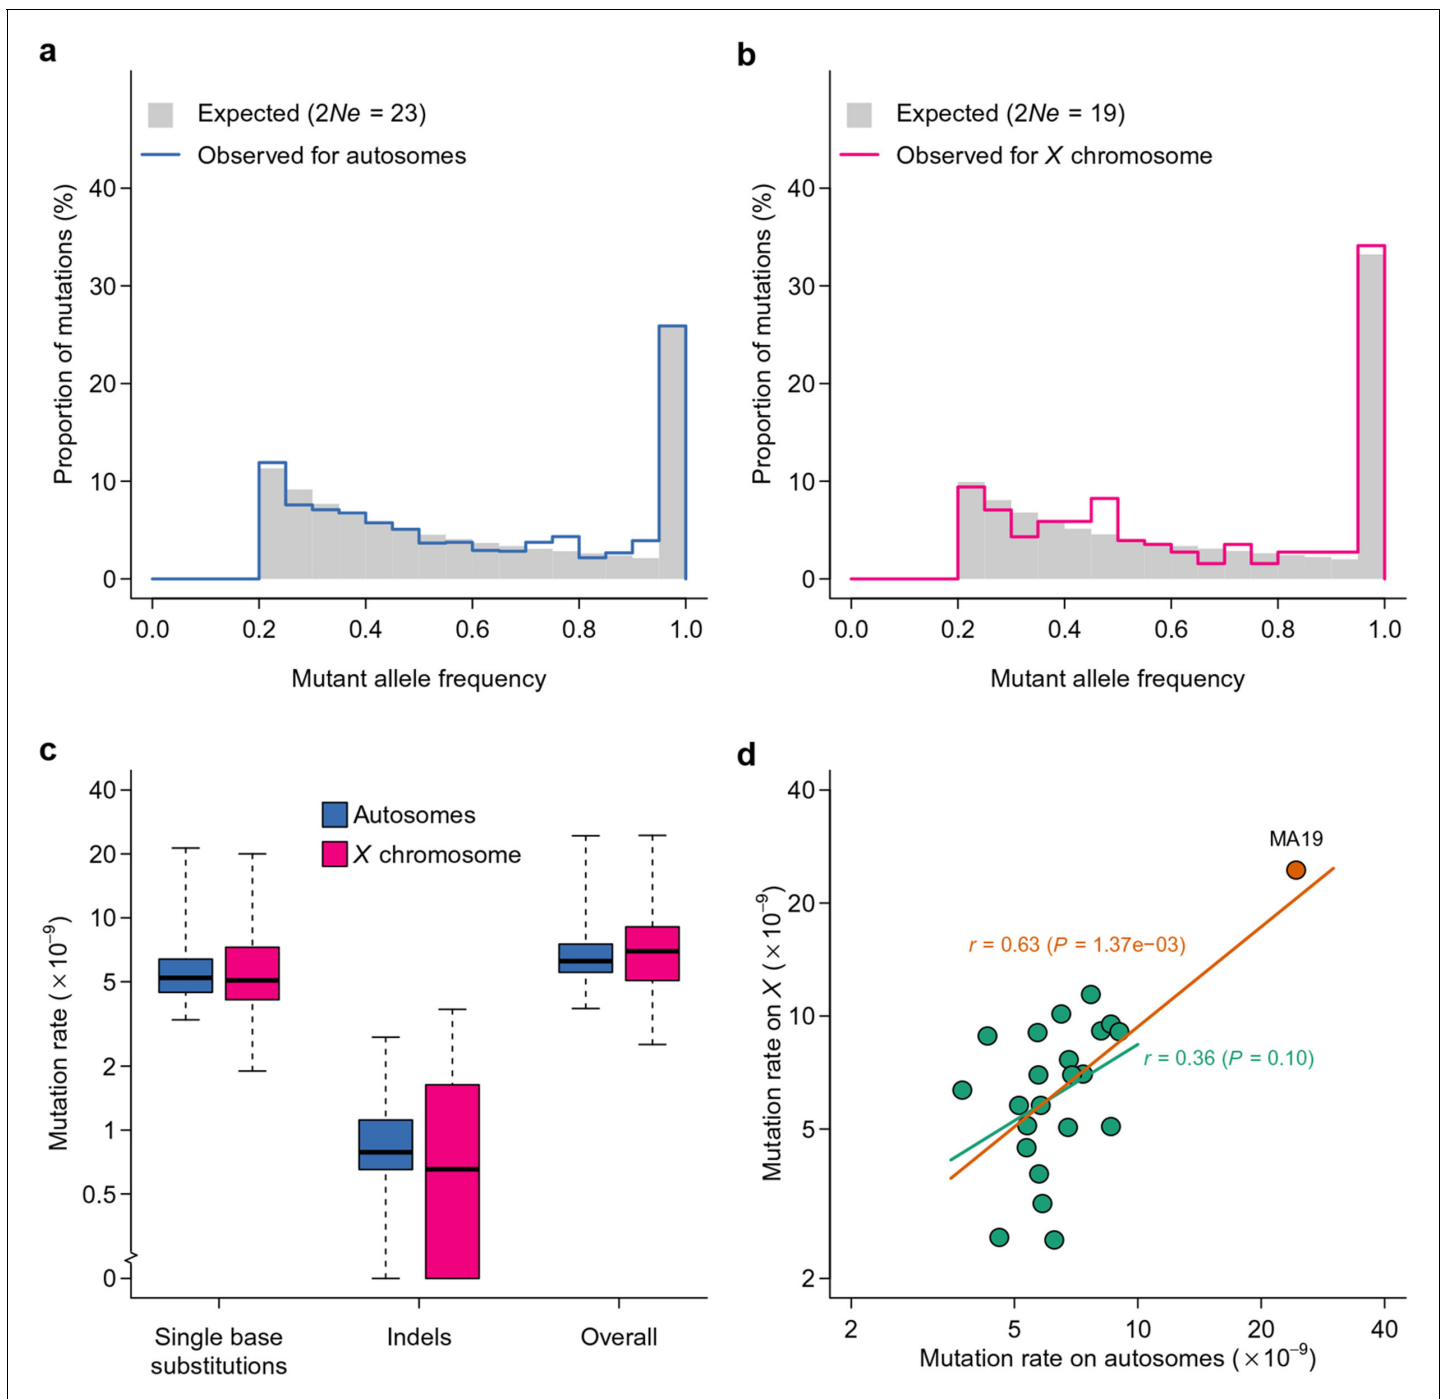 a
Expected (2Ne = 23)
Observed for autosomes
Proportion of mutations (%)
40
30
20
10
0
0.0 0.2 0.4 0.6 0.8 1.0
Mutant allele frequency
b
Expected (2Ne = 19)
Observed for X chromosome
Proportion of mutations (%)
40
30
20
10
0
0.0 0.2 0.4 0.6 0.8 1.0
Mutant allele frequency
c
Autosomes
X chromosome
Mutation rate (×10⁻⁹)
40
20
10
5
2
1
0.5
0
Single base
substitutions
Indels
Overall
d
MA19
r = 0.63 (P = 1.37e−03)
r = 0.36 (P = 0.10)
Mutation rate on X (×10⁻⁹)
40
20
10
5
2
2 5 10 20 40
Mutation rate on autosomes (×10⁻⁹)